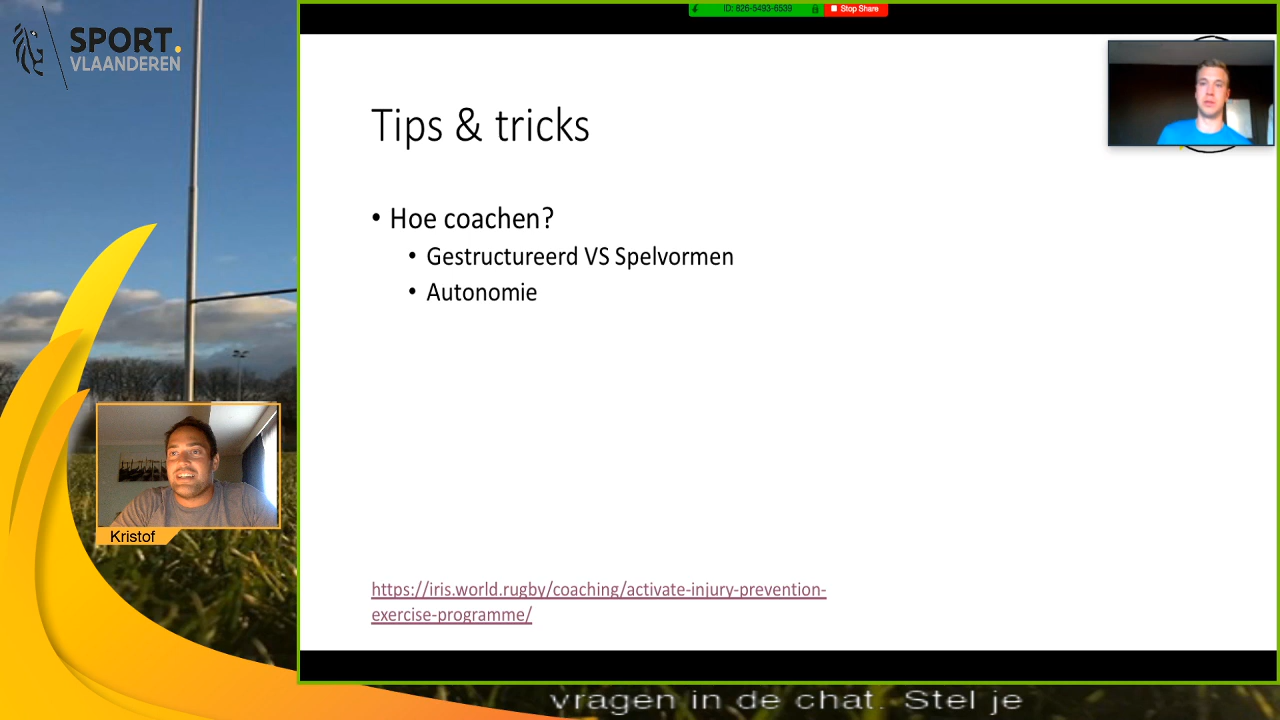 SPORT.
VLAANDEREN
ID: 826-5493-6539
Stop Share
Tips & tricks
• Hoe coachen?
• Gestructureerd VS Spelvormen
• Autonomie
Kristof
https://iris.world.rugby/coaching/activate-injury-prevention-
exercise-programme/
vragen in de chat. Stel je